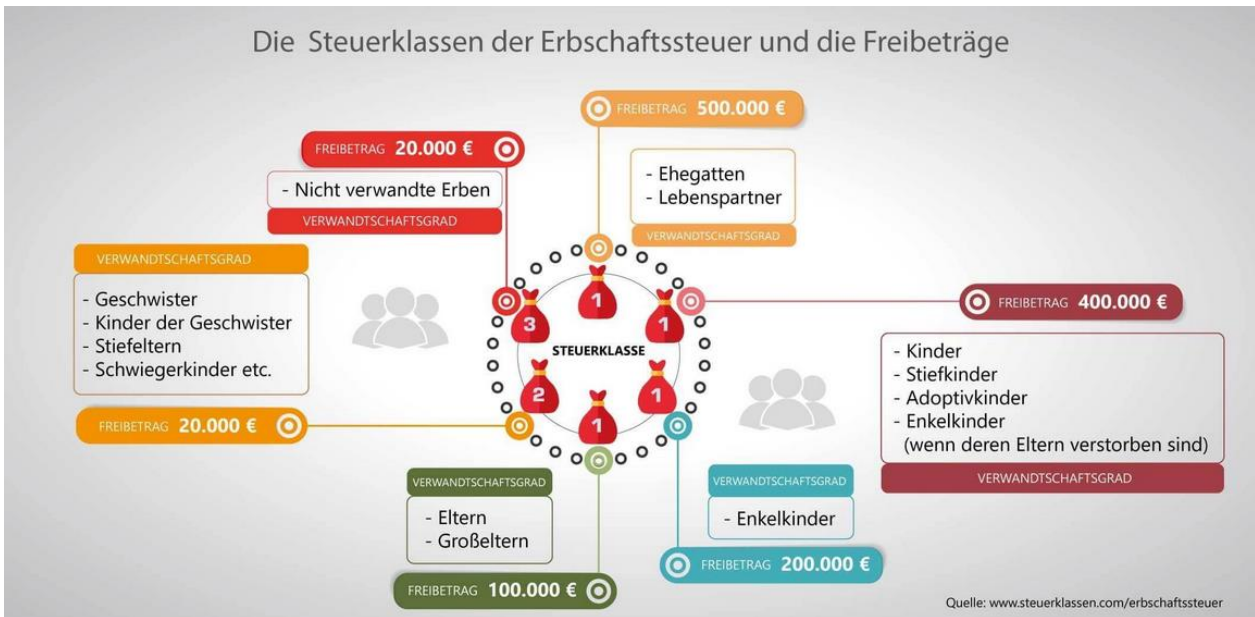 Die Steuerklassen der Erbschaftssteuer und die Freibeträge
FREIBETRAG 500.000 €
- Ehegatten
- Lebenspartner
VERWANDTSCHAFTSGRAD
FREIBETRAG 20.000 €
- Nicht verwandte Erben
VERWANDTSCHAFTSGRAD
VERWANDTSCHAFTSGRAD
- Geschwister
- Kinder der Geschwister
- Stiefeltern
- Schwiegerkinder etc.
FREIBETRAG 20.000 €
1
3
1
STEUERKLASSE
2
1
1
FREIBETRAG 400.000 €
- Kinder
- Stiefkinder
- Adoptivkinder
- Enkelkinder
(wenn deren Eltern verstorben sind)
VERWANDTSCHAFTSGRAD
VERWANDTSCHAFTSGRAD
- Eltern
- Großeltern
FREIBETRAG 100.000 €
VERWANDTSCHAFTSGRAD
- Enkelkinder
FREIBETRAG 200.000 €
Quelle: www.steuerklassen.com/erbschaftssteuer